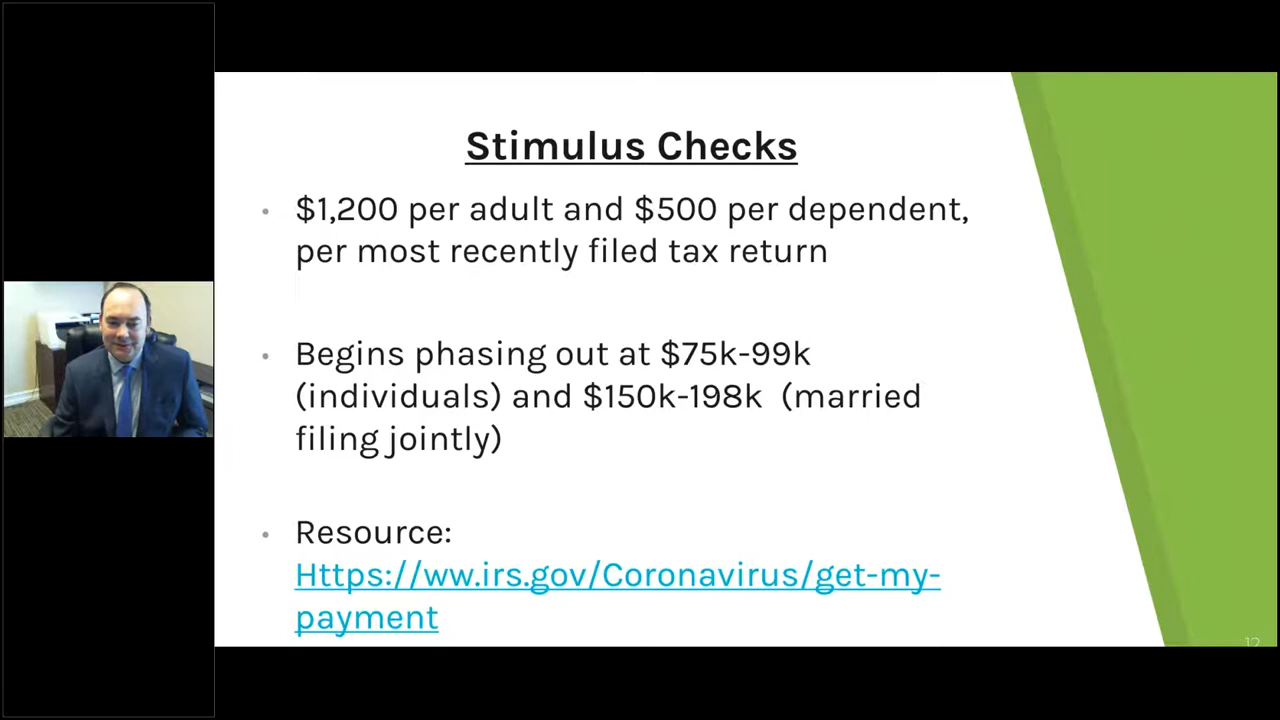 Stimulus Checks
• $1,200 per adult and $500 per dependent,
per most recently filed tax return
• Begins phasing out at $75k-99k
(individuals) and $150k-198k (married
filing jointly)
• Resource:
Https://ww.irs.gov/Coronavirus/get-my-
payment
12